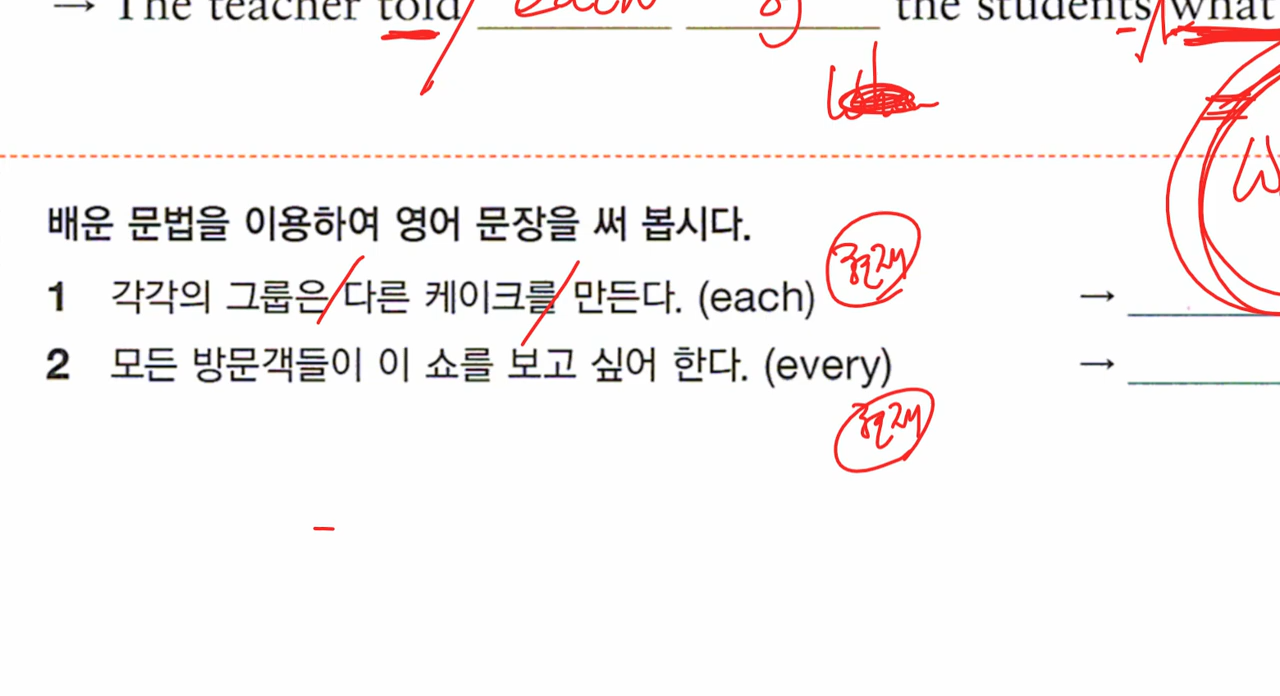 → The teacher told each of the students what
배운 문법을 이용하여 영어 문장을 써 봅시다.
1 각각의 그룹은 다른 케이크를 만든다. (each) 현재 →
2 모든 방문객들이 이 쇼를 보고 싶어 한다. (every) →
현재